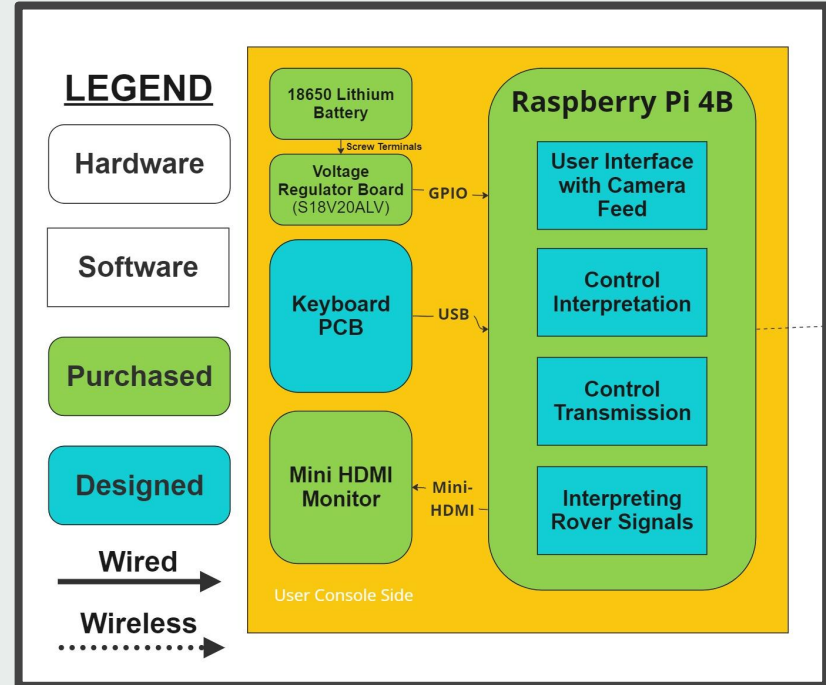 LEGEND
Hardware
Software
Purchased
Designed
Wired
Wireless
18650 Lithium
Battery
Screw Terminals
Voltage
Regulator Board
(S18V20ALV)
GPIO
Keyboard
PCB
USB
Mini HDMI
Monitor
Mini-
HDMI
User Console Side
Raspberry Pi 4B
User Interface
with Camera
Feed
Control
Interpretation
Control
Transmission
Interpreting
Rover Signals